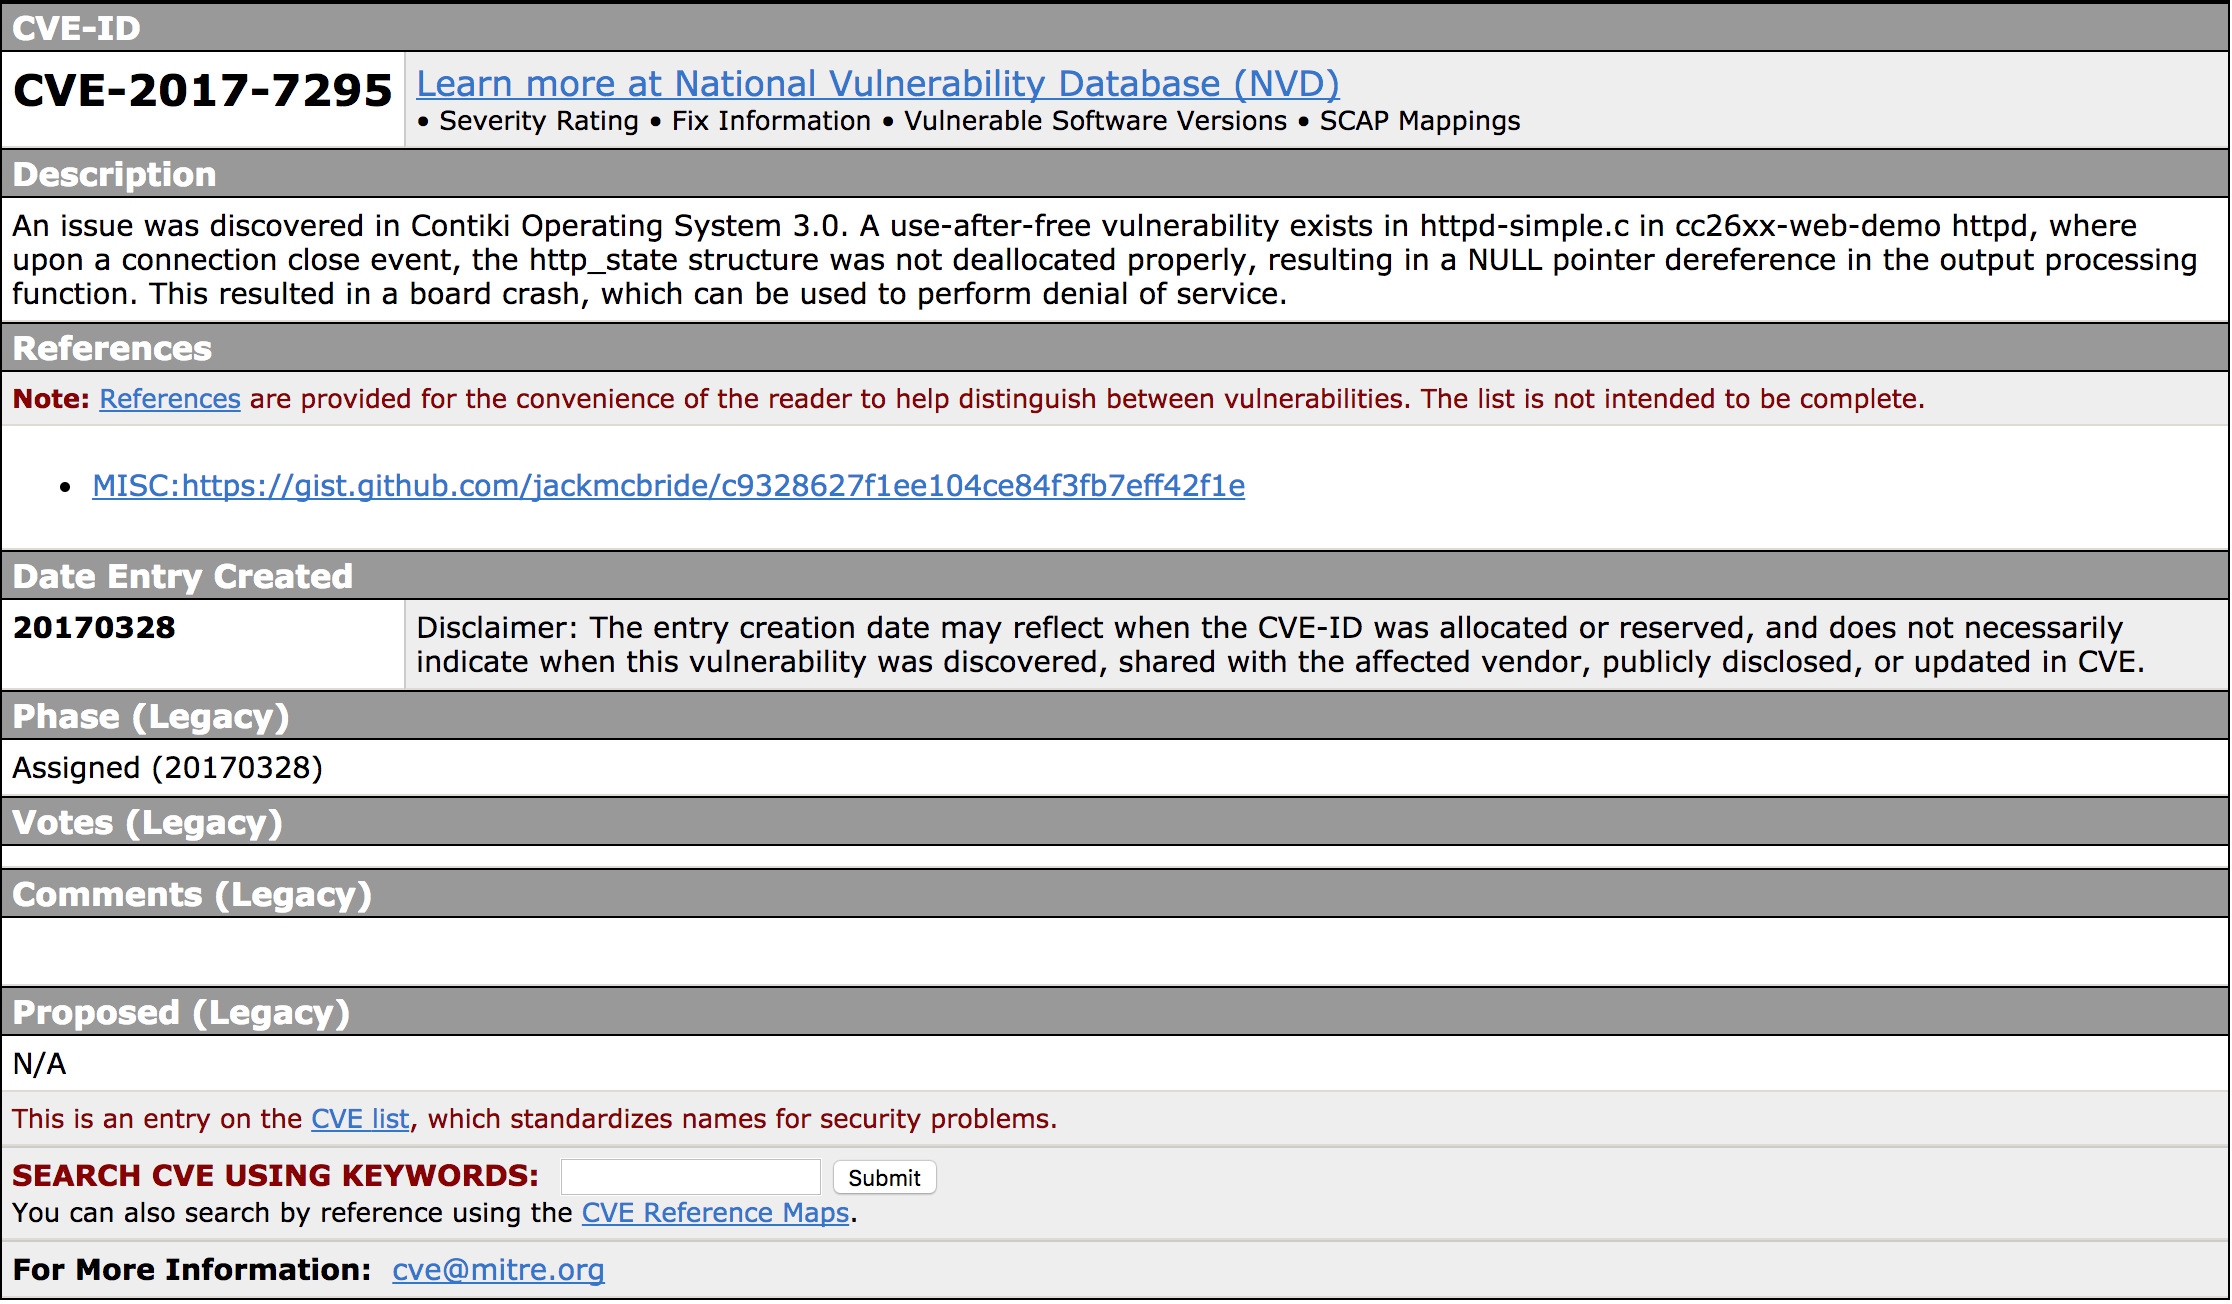 CVE-ID
CVE-2017-7295
Learn more at National Vulnerability Database (NVD)
• Severity Rating • Fix Information • Vulnerable Software Versions • SCAP Mappings
Description
An issue was discovered in Contiki Operating System 3.0. A use-after-free vulnerability exists in httpd-simple.c in cc26xx-web-demo httpd, where
upon a connection close event, the http_state structure was not deallocated properly, resulting in a NULL pointer dereference in the output processing
function. This resulted in a board crash, which can be used to perform denial of service.
References
Note: References are provided for the convenience of the reader to help distinguish between vulnerabilities. The list is not intended to be complete.
• MISC:https://gist.github.com/jackmcbride/c9328627f1ee104ce84f3fb7eff42f1e
Date Entry Created
20170328
Disclaimer: The entry creation date may reflect when the CVE-ID was allocated or reserved, and does not necessarily
indicate when this vulnerability was discovered, shared with the affected vendor, publicly disclosed, or updated in CVE.
Phase (Legacy)
Assigned (20170328)
Votes (Legacy)
Comments (Legacy)
Proposed (Legacy)
N/A
This is an entry on the CVE list, which standardizes names for security problems.
SEARCH CVE USING KEYWORDS: Submit
You can also search by reference using the CVE Reference Maps.
For More Information: cve@mitre.org